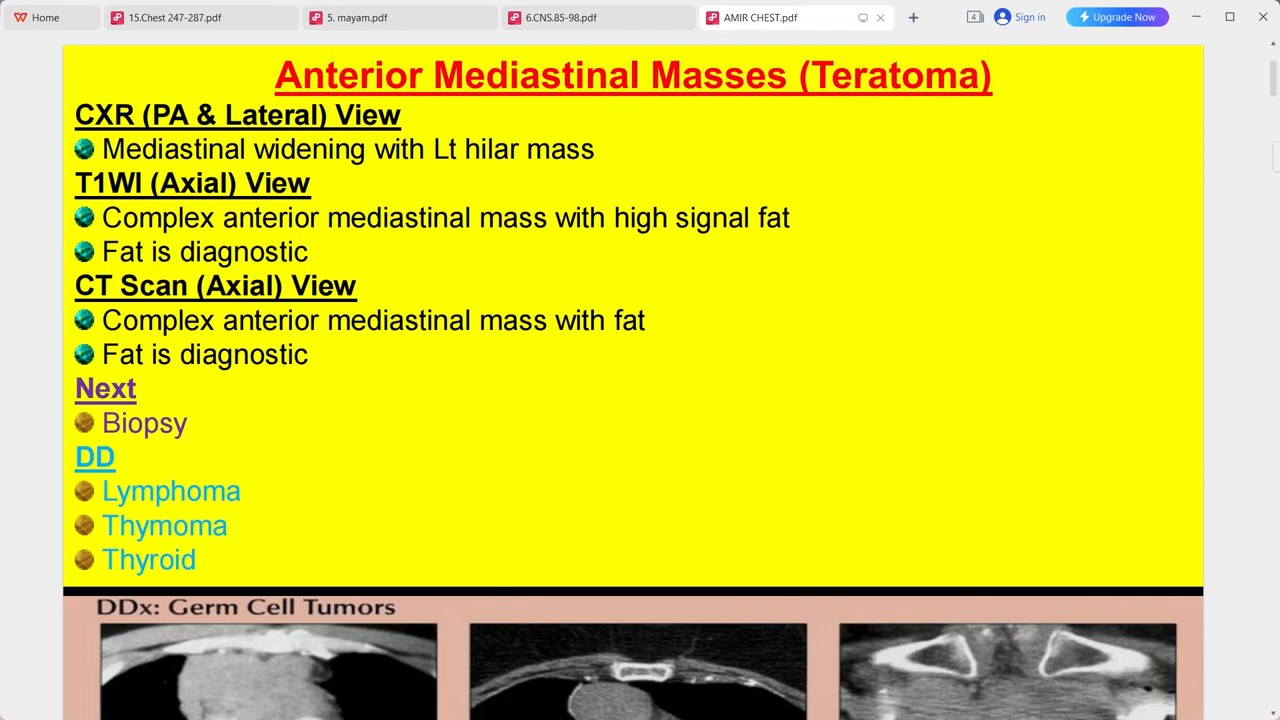 Home
15.Chest 247-287.pdf
5. mayam.pdf
6.CNS.85-98.pdf
AMIR CHEST.pdf
4
Sign in
Upgrade Now
Anterior Mediastinal Masses (Teratoma)
CXR (PA & Lateral) View
Mediastinal widening with Lt hilar mass
T1WI (Axial) View
Complex anterior mediastinal mass with high signal fat
Fat is diagnostic
CT Scan (Axial) View
Complex anterior mediastinal mass with fat
Fat is diagnostic
Next
Biopsy
DD
Lymphoma
Thymoma
Thyroid
DDx: Germ Cell Tumors